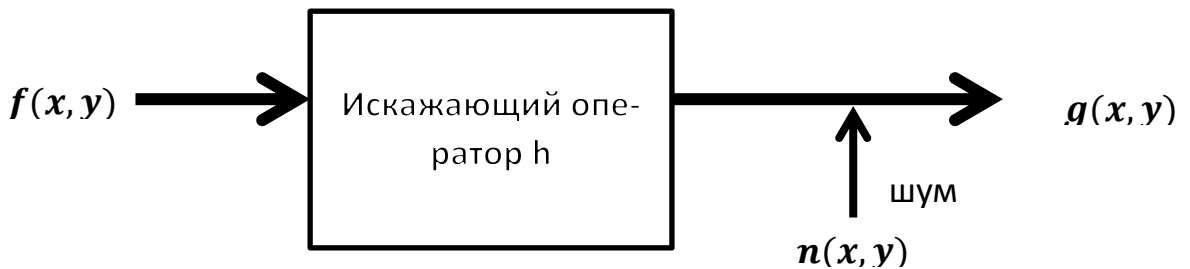 f(x, y)
Искажающий опе-
ратор h
g(x, y)
шум
n(x, y)